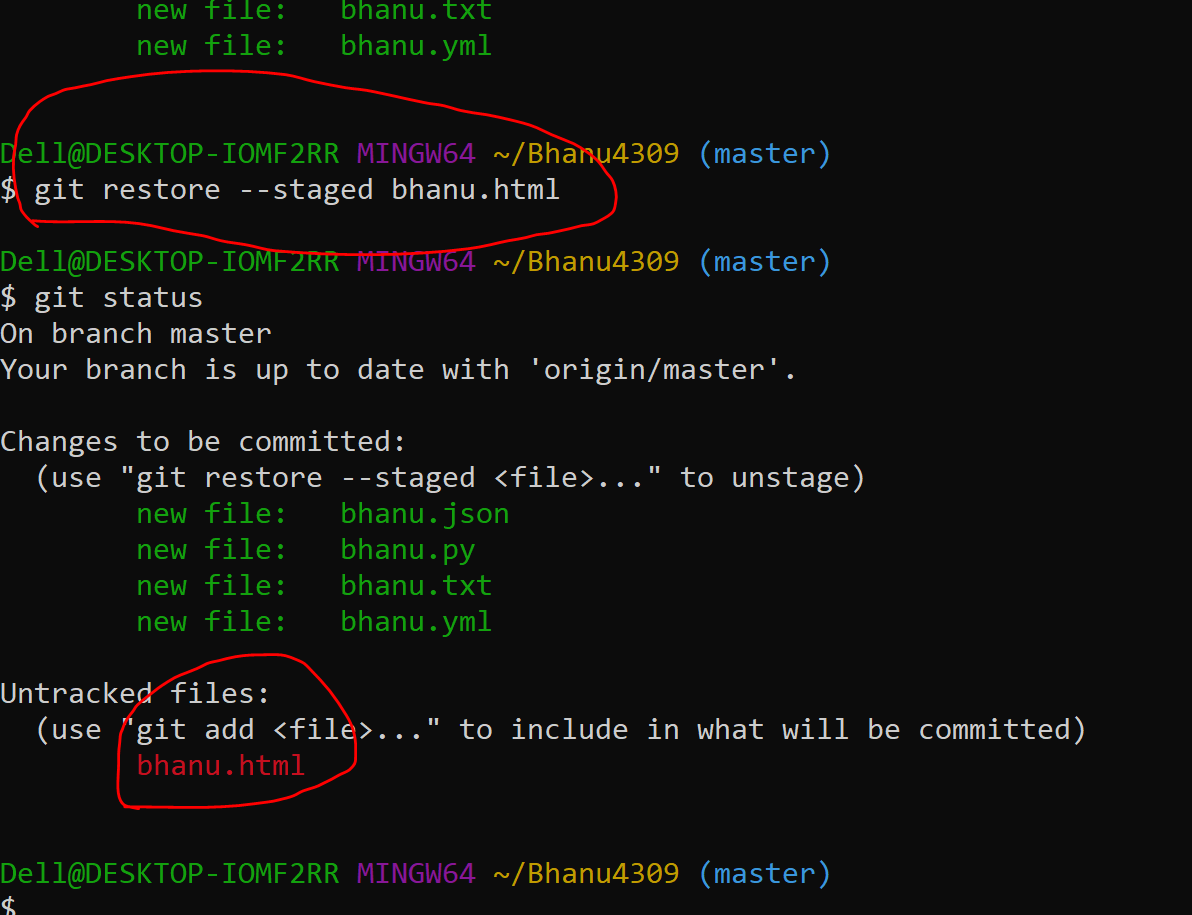 new file:   bhanu.txt
new file:   bhanu.yml
Dell@DESKTOP-IOMF2RR MINGW64 ~/Bhanu4309 (master)
$ git restore --staged bhanu.html
Dell@DESKTOP-IOMF2RR MINGW64 ~/Bhanu4309 (master)
$ git status
On branch master
Your branch is up to date with 'origin/master'.
Changes to be committed:
  (use "git restore --staged <file>..." to unstage)
        new file:   bhanu.json
        new file:   bhanu.py
        new file:   bhanu.txt
        new file:   bhanu.yml
Untracked files:
  (use "git add <file>..." to include in what will be committed)
        bhanu.html
Dell@DESKTOP-IOMF2RR MINGW64 ~/Bhanu4309 (master)
$